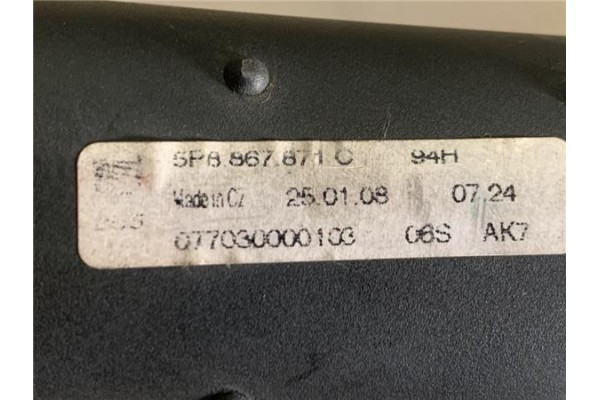 5P8.867.871 C 94H
Made in CZ 25.01.08 07.24
077030000103 06S AK7